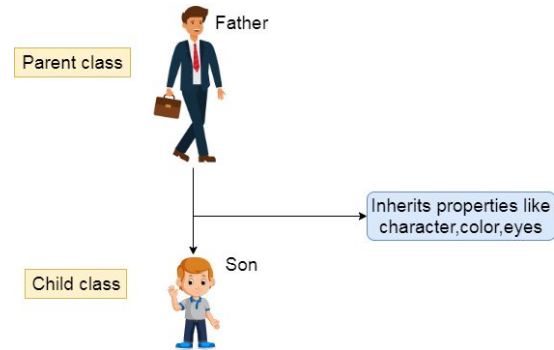 Father
Parent class
Inherits properties like
character,color,eyes
Son
Child class